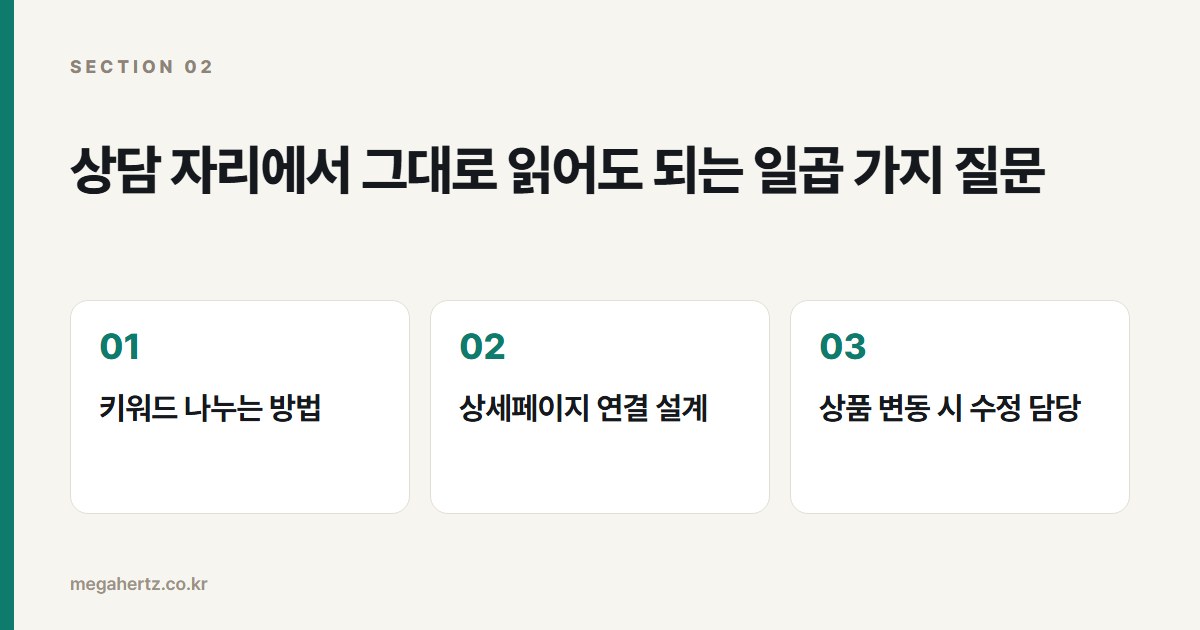 SECTION 02
상담 자리에서 그대로 읽어도 되는 일곱 가지 질문
01
키워드 나누는 방법
02
상세페이지 연결 설계
03
상품 변동 시 수정 담당
megahertz.co.kr